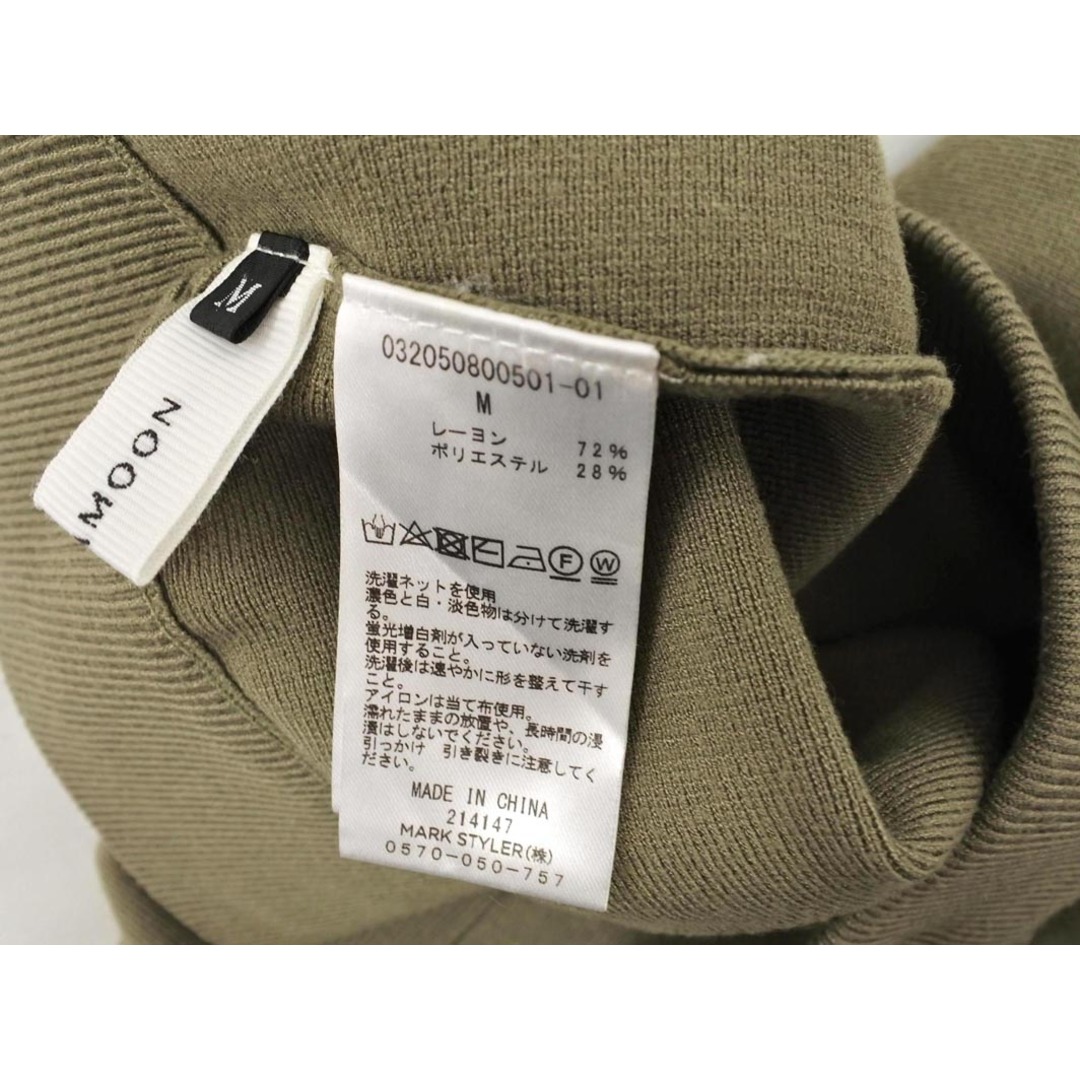 MOON
032050800501-01
M
レーヨン 72%
ポリエステル 28%
F W
洗濯ネットを使用
濃色と白・淡色物は分けて洗濯す
る。
蛍光増白剤が入っていない洗剤を
使用すること。
洗濯後は速やかに形を整えて干す
こと。
アイロンは当て布使用。
濡れたままの放置や、長時間の浸
漬はしないでください。
引っかけ 引き裂きに注意してく
ださい。
MADE IN CHINA
214147
MARK STYLER(株)
0570-050-757